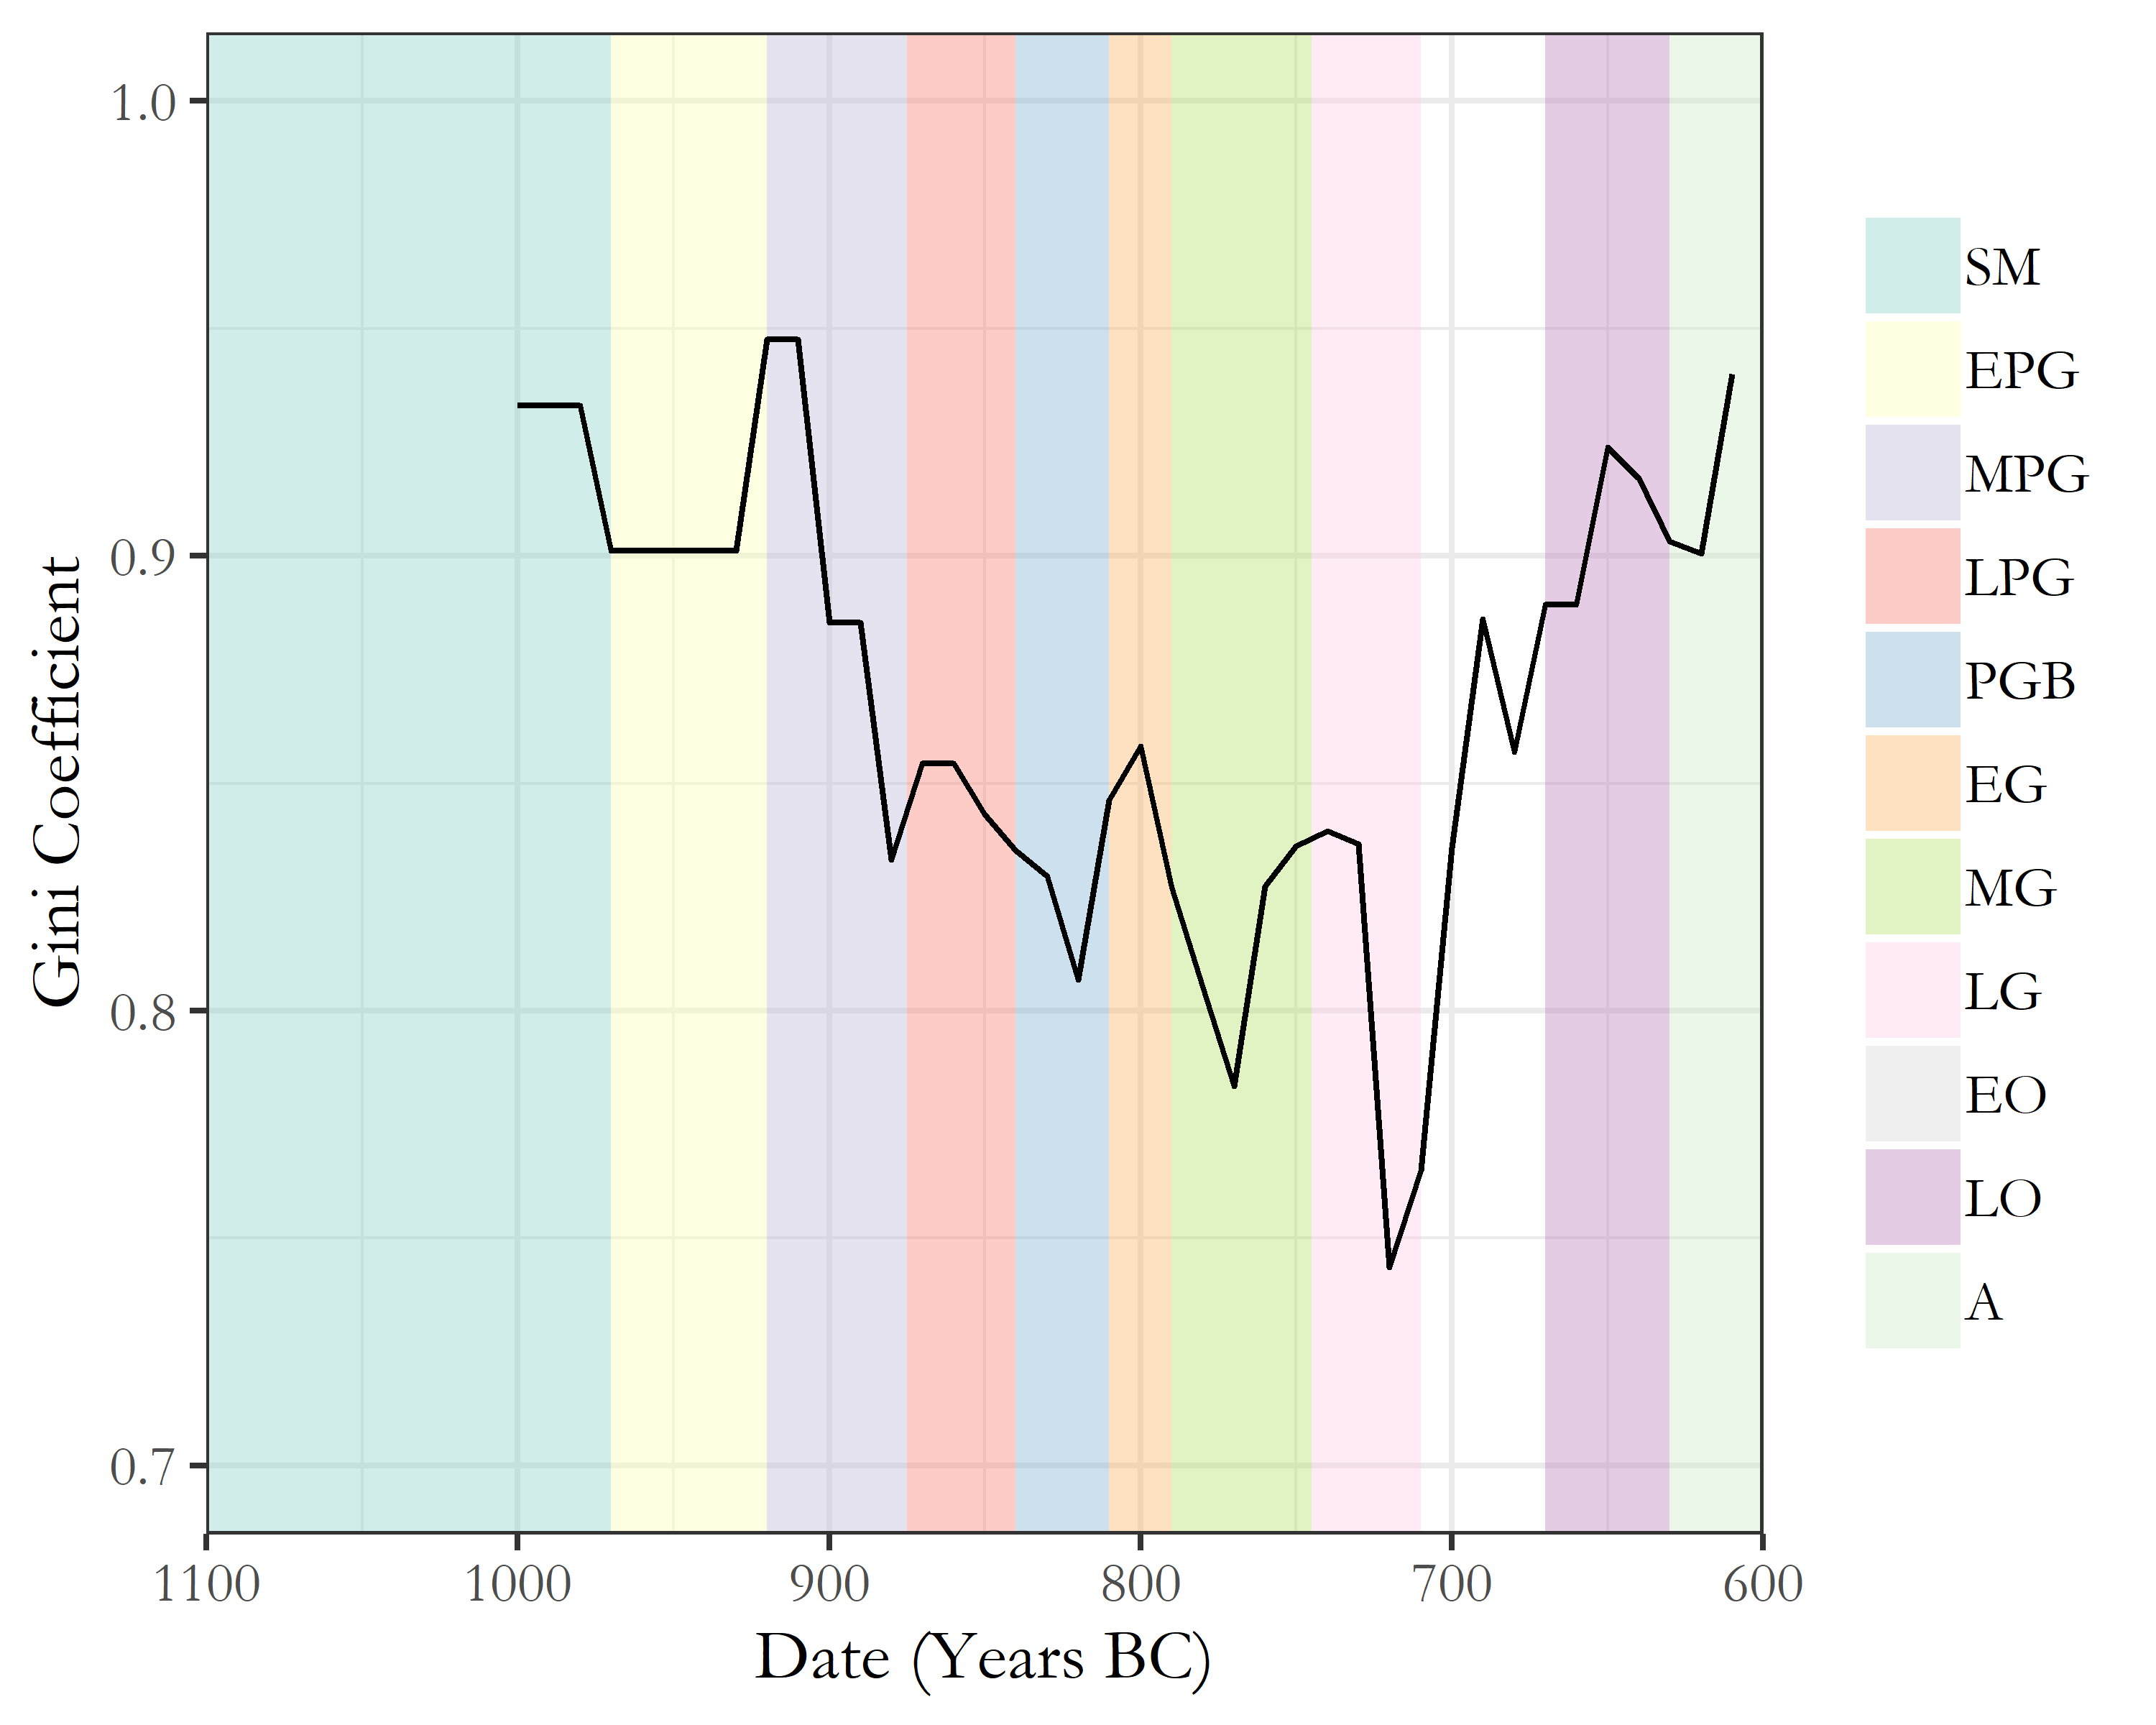 Gini Coefficient
1.0
0.9
0.8
0.7
1100 1000 900 800 700 600
Date (Years BC)
SM
EPG
MPG
LPG
PGB
EG
MG
LG
EO
LO
A